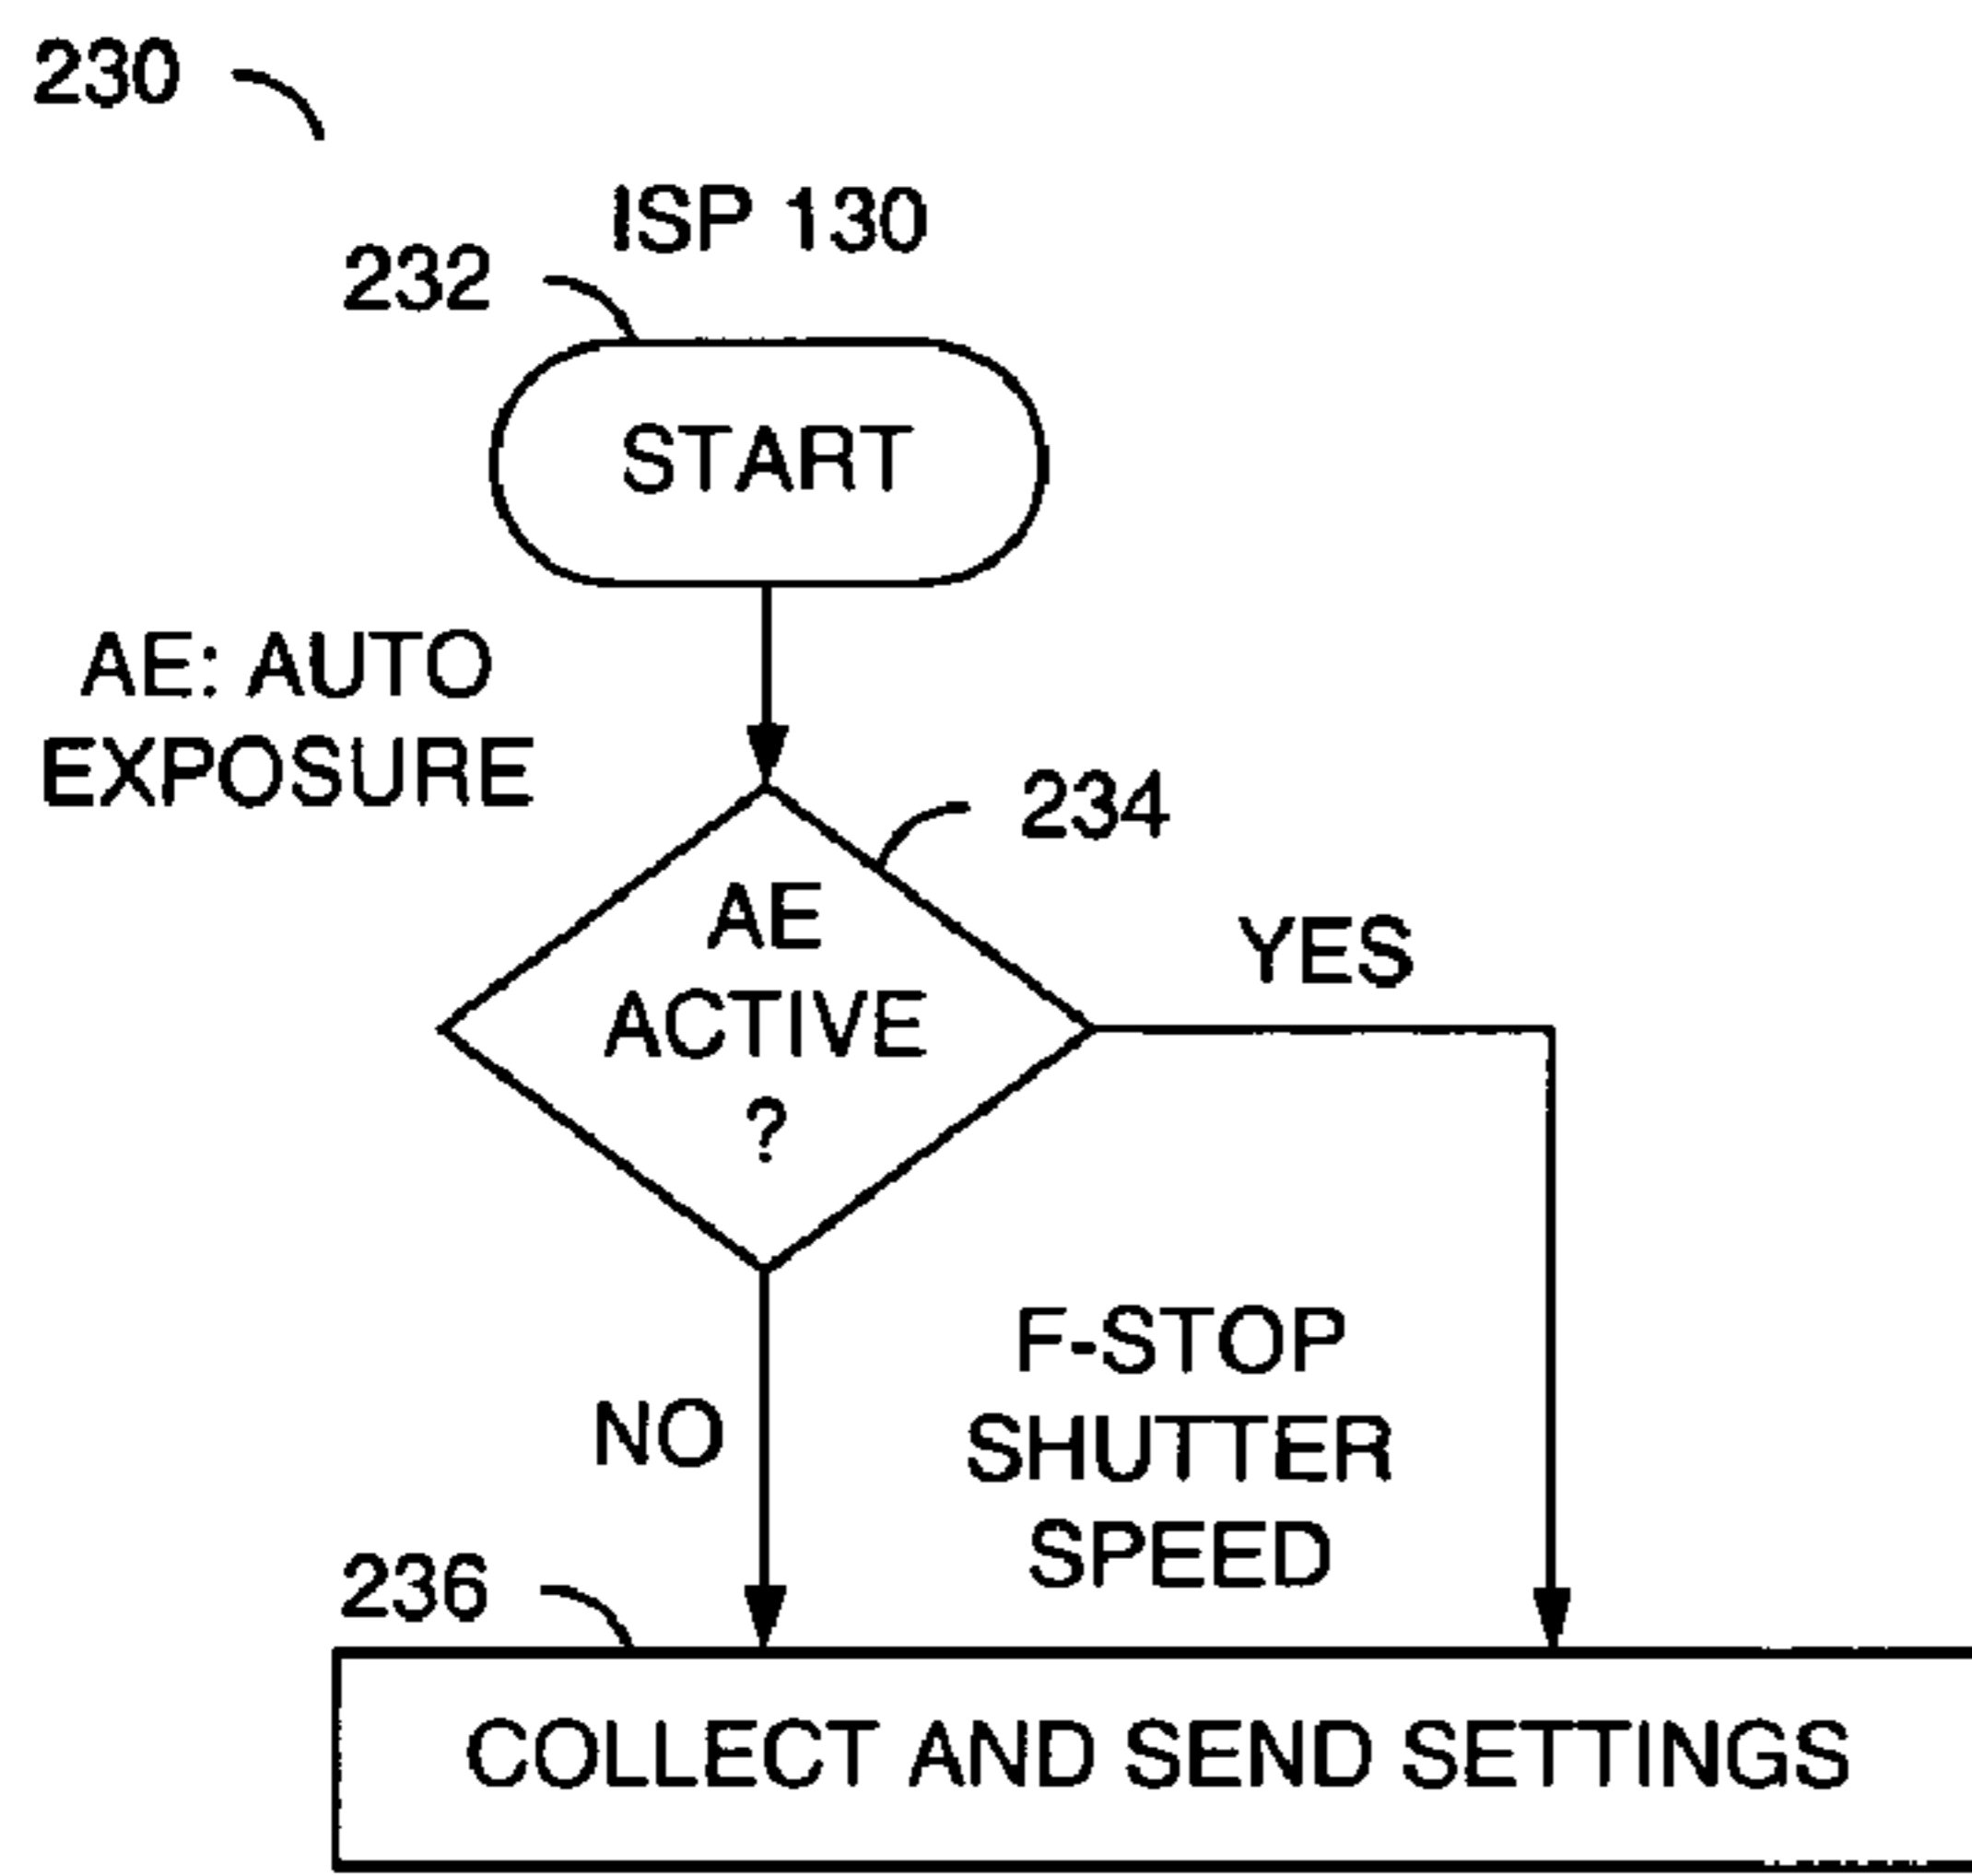 230
ISP 130
232
START
AE: AUTO
EXPOSURE
234
AE
ACTIVE
?
YES
NO
F-STOP
SHUTTER
SPEED
236
COLLECT AND SEND SETTINGS